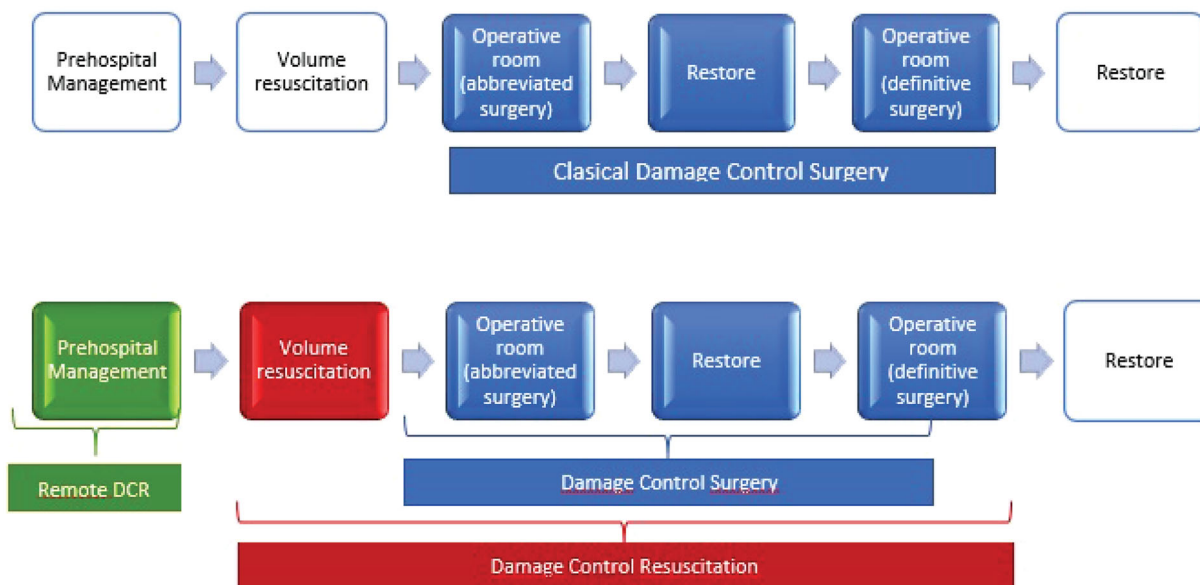 Prehospital
Management
Volume
resuscitation
Operative
room
(abbreviated
surgery)
Restore
Operative
room
(definitive
surgery)
Restore
Clasical Damage Control Surgery
Prehospital
Management
Volume
resuscitation
Operative
room
(abbreviated
surgery)
Restore
Operative
room
(definitive
surgery)
Restore
Remote DCR
Damage Control Surgery
Damage Control Resuscitation